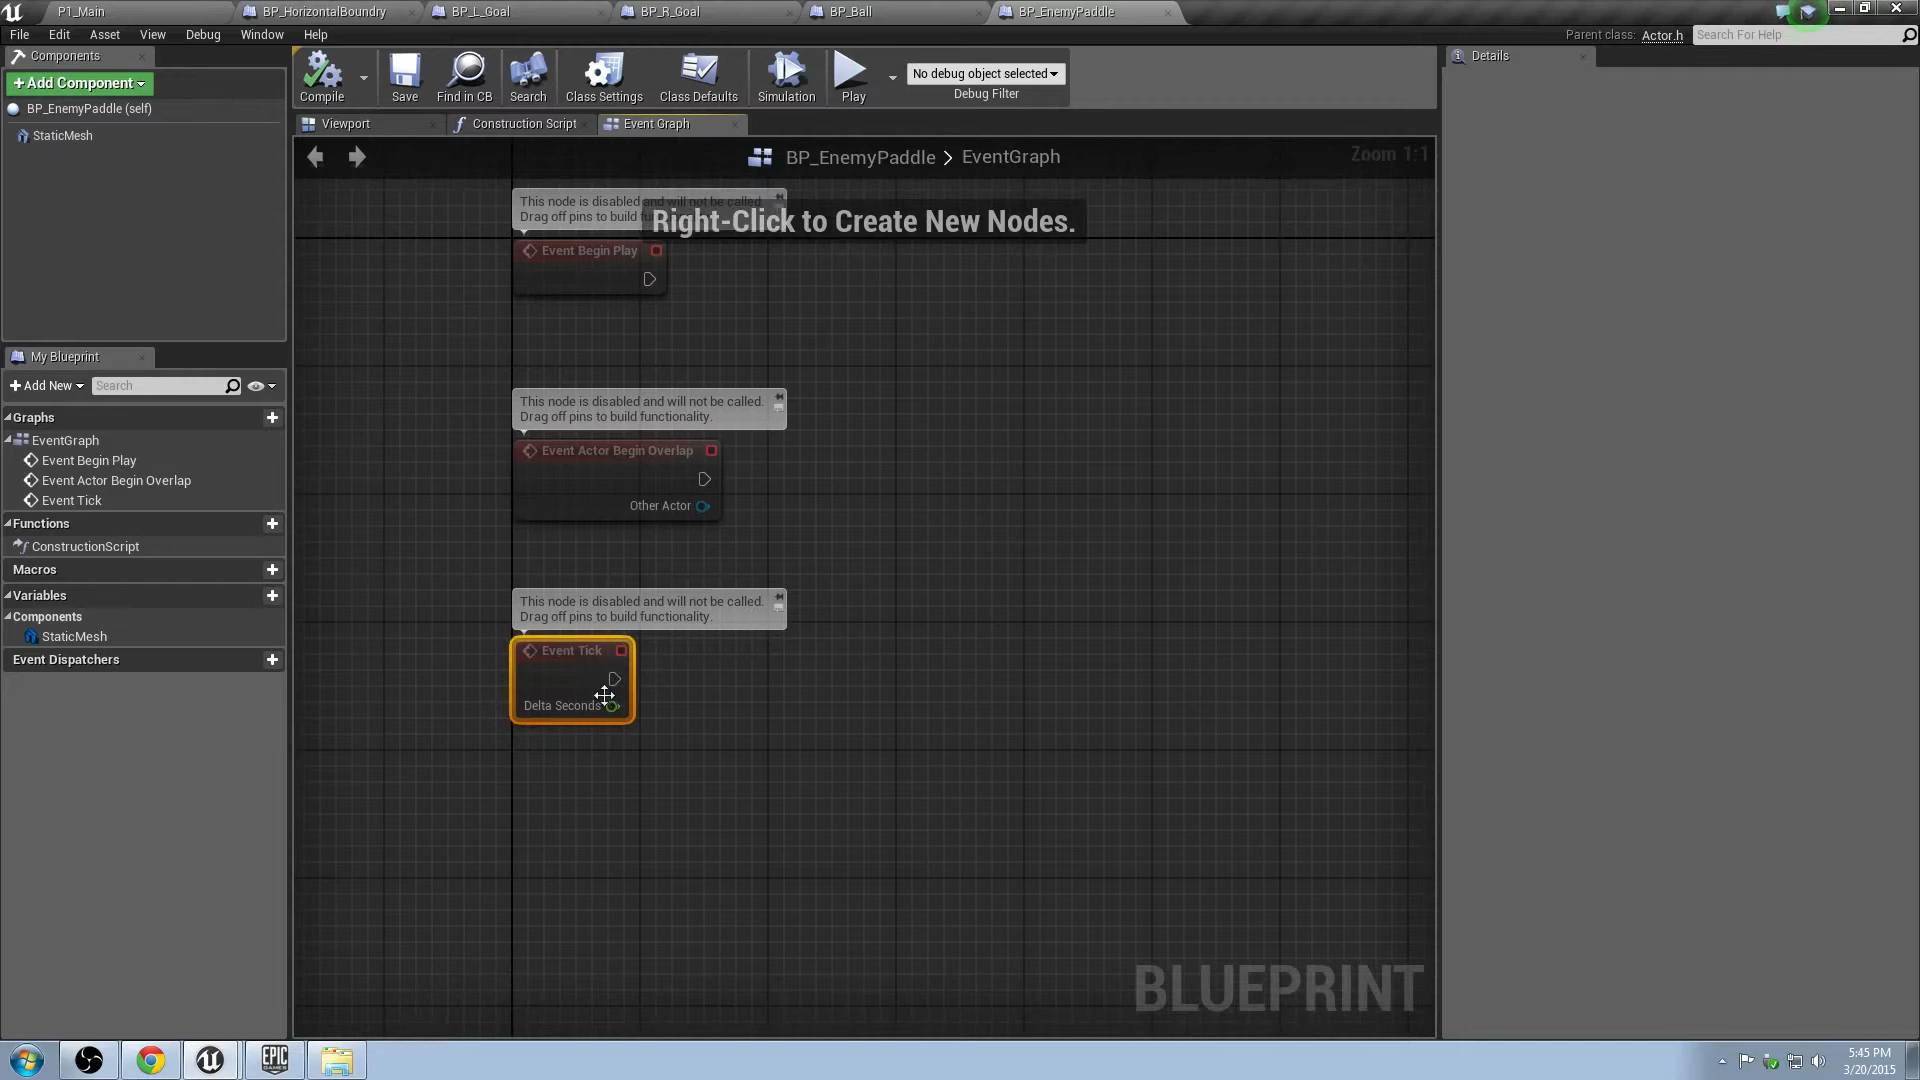 P1_Main
BP_HorizontalBoundry
BP_L_Goal
BP_R_Goal
BP_Ball
BP_EnemyPaddle
File Edit Asset View Debug Window Help
Parent class: Actor.h
Search For Help
Components
+Add Component
BP_EnemyPaddle (self)
StaticMesh
Compile
Save
Find in CB
Search
Class Settings
Class Defaults
Simulation
Play
No debug object selected
Debug Filter
Details
Viewport
Construction Script
Event Graph
BP_EnemyPaddle > EventGraph
Zoom 1:1
Right-Click to Create New Nodes.
This node is disabled and will not be called.
Drag off pins to build fu
Event Begin Play
This node is disabled and will not be called.
Drag off pins to build functionality.
Event Actor Begin Overlap
Other Actor
This node is disabled and will not be called.
Drag off pins to build functionality.
Event Tick
Delta Seconds
BLUEPRINT
My Blueprint
+Add New
Search
Graphs
EventGraph
Event Begin Play
Event Actor Begin Overlap
Event Tick
Functions
ConstructionScript
Macros
Variables
Components
StaticMesh
Event Dispatchers
EPIC
GAMES
5:45 PM
3/20/2015